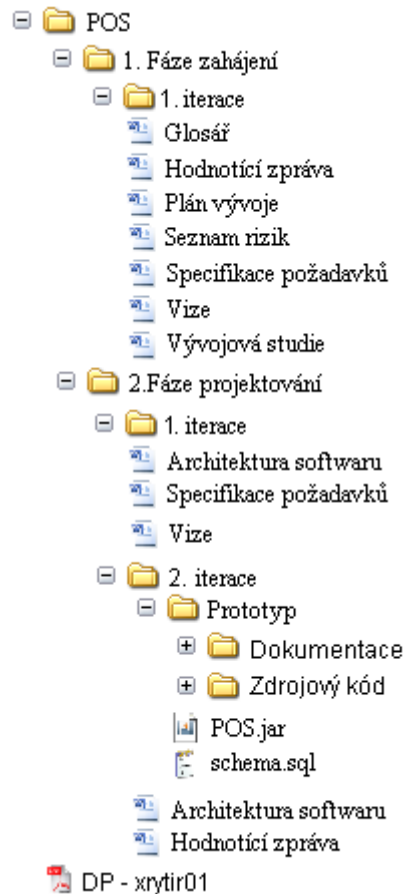 POS
1. Fáze zahájení
1. iterace
Glosář
Hodnotící zpráva
Plán vývoje
Seznam rizik
Specifikace požadavků
Vize
Vývojová studie
2.Fáze projektování
1. iterace
Architektura softwaru
Specifikace požadavků
Vize
2. iterace
Prototyp
Dokumentace
Zdrojový kód
POS.jar
schema.sql
Architektura softwaru
Hodnotící zpráva
DP - xrytir01